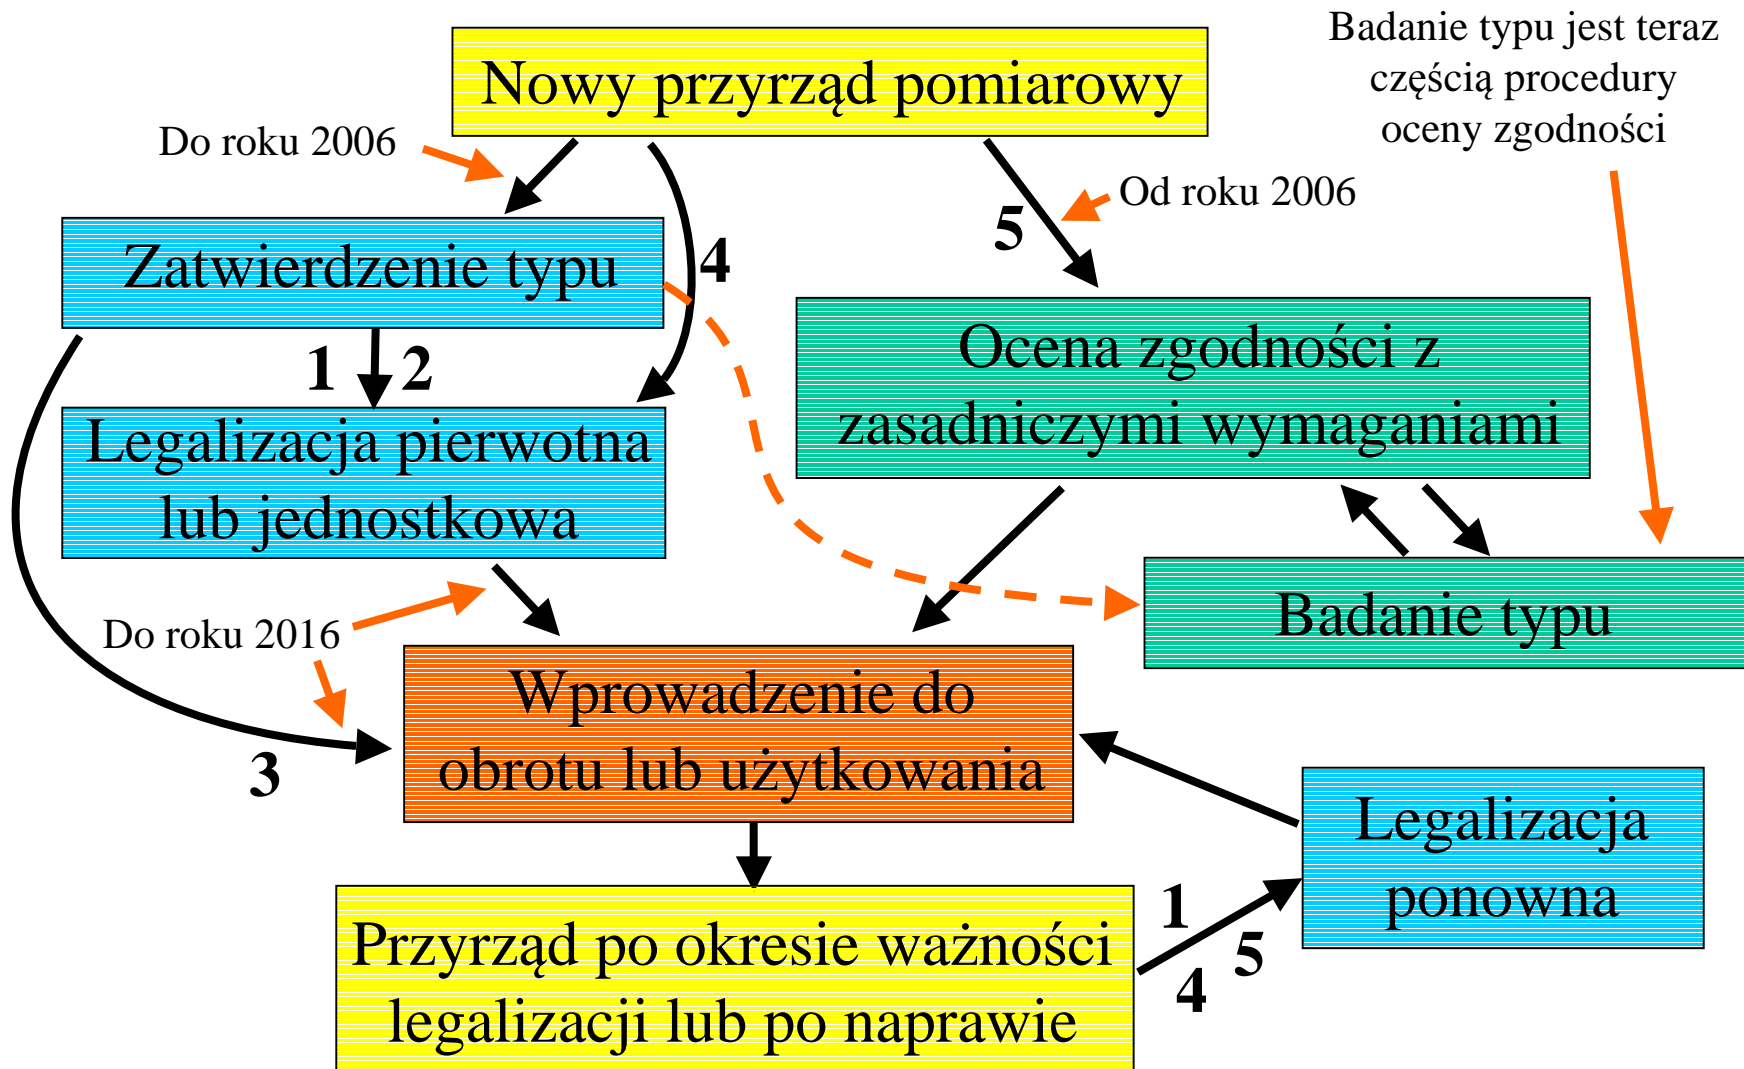 Badanie typu jest teraz
częścią procedury
oceny zgodności
Nowy przyrząd pomiarowy
Do roku 2006
Od roku 2006
5
4
Zatwierdzenie typu
1 2
Ocena zgodności z
zasadniczymi wymaganiami
Legalizacja pierwotna
lub jednostkowa
Badanie typu
Do roku 2016
3
Wprowadzenie do
obrotu lub użytkowania
Legalizacja
ponowna
1
5
4
Przyrząd po okresie ważności
legalizacji lub po naprawie